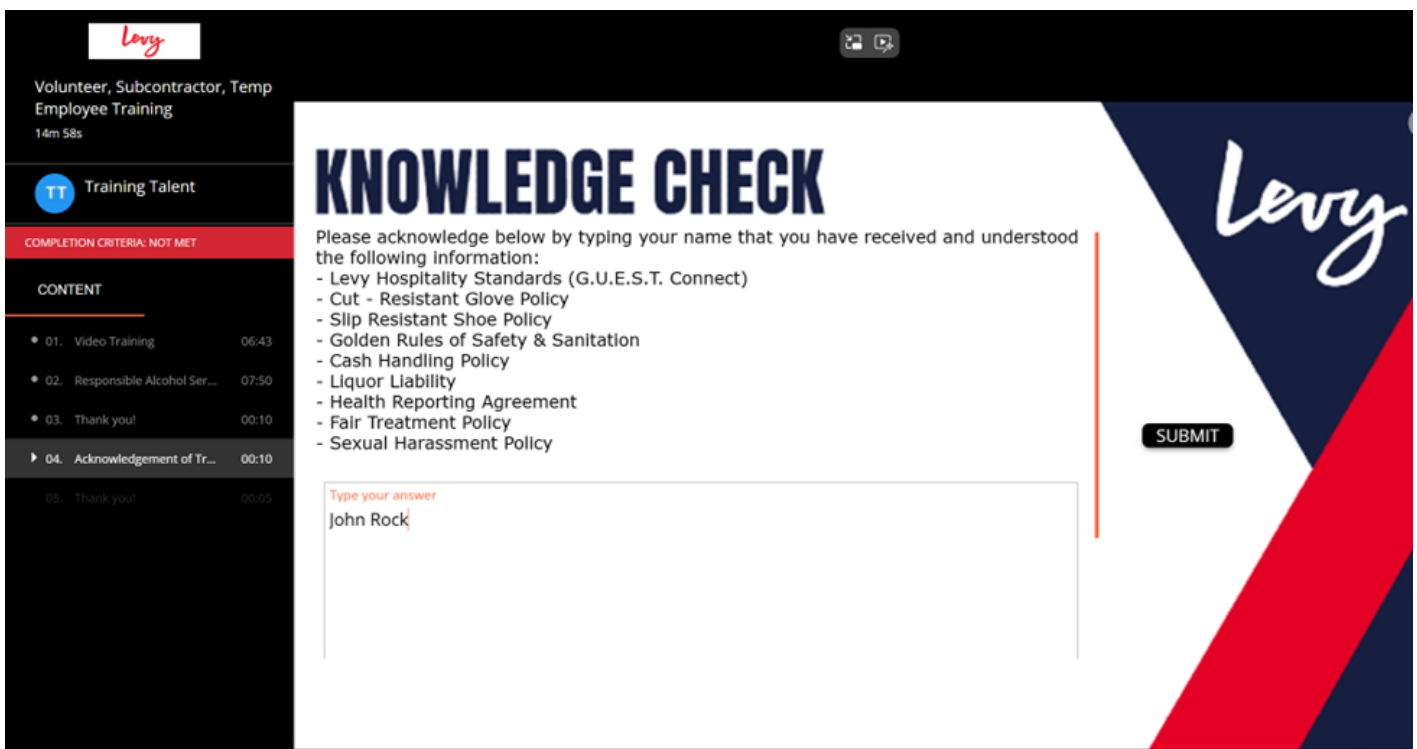 Levy
Volunteer, Subcontractor, Temp
Employee Training
14m 58s
TT Training Talent
COMPLETION CRITERIA: NOT MET
CONTENT
01. Video Training 06:43
02. Responsible Alcohol Ser... 07:50
03. Thank you! 00:10
04. Acknowledgement of Tr... 00:10
05. Thank you! 00:05
KNOWLEDGE CHECK
Please acknowledge below by typing your name that you have received and understood
the following information:
- Levy Hospitality Standards (G.U.E.S.T. Connect)
- Cut - Resistant Glove Policy
- Slip Resistant Shoe Policy
- Golden Rules of Safety & Sanitation
- Cash Handling Policy
- Liquor Liability
- Health Reporting Agreement
- Fair Treatment Policy
- Sexual Harassment Policy
Type your answer
John Rock
SUBMIT
Levy